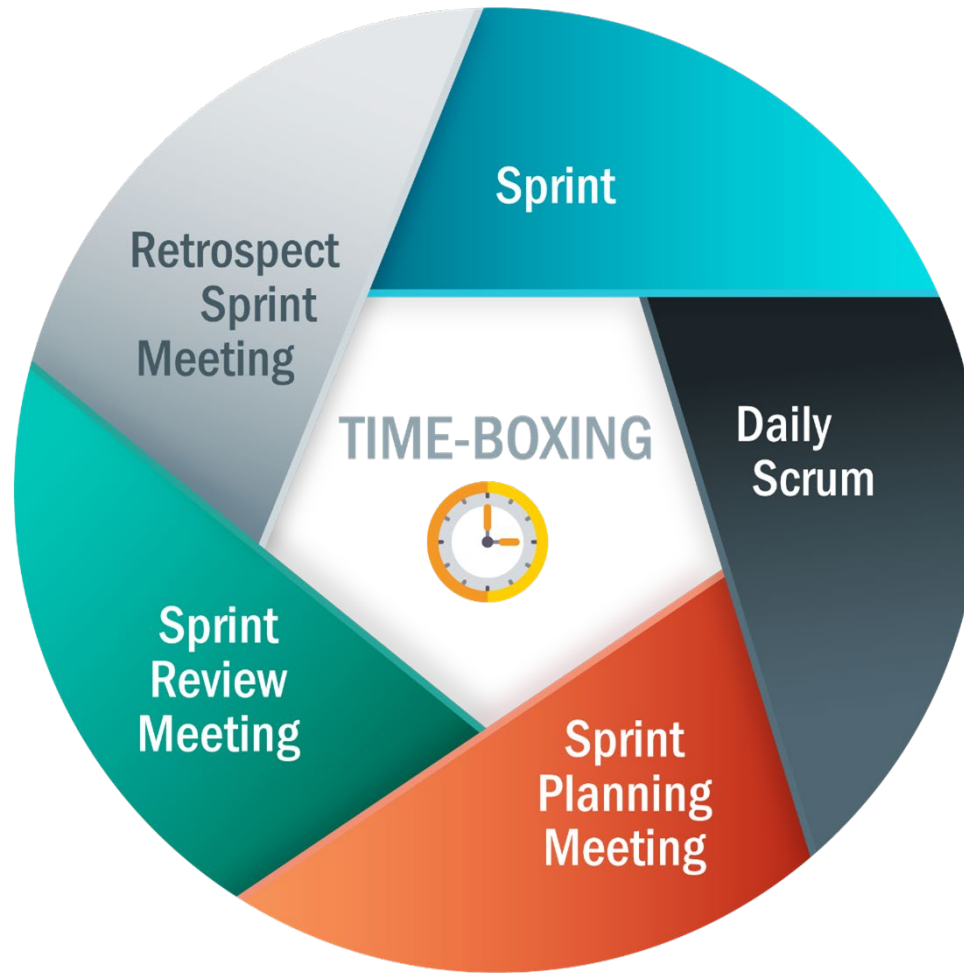 Sprint
Daily
Scrum
Sprint
Planning
Meeting
Sprint
Review
Meeting
Retrospect
Sprint
Meeting
TIME-BOXING